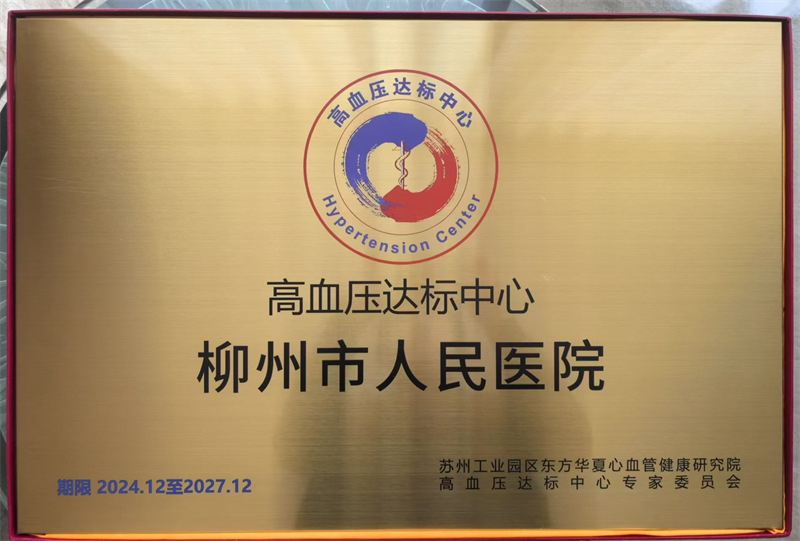 高血压达标中心
Hypertension Center
高血压达标中心
柳州市人民医院
苏州工业园区东方华夏心血管健康研究院
期限 2024.12至2027.12
高血压达标中心专家委员会